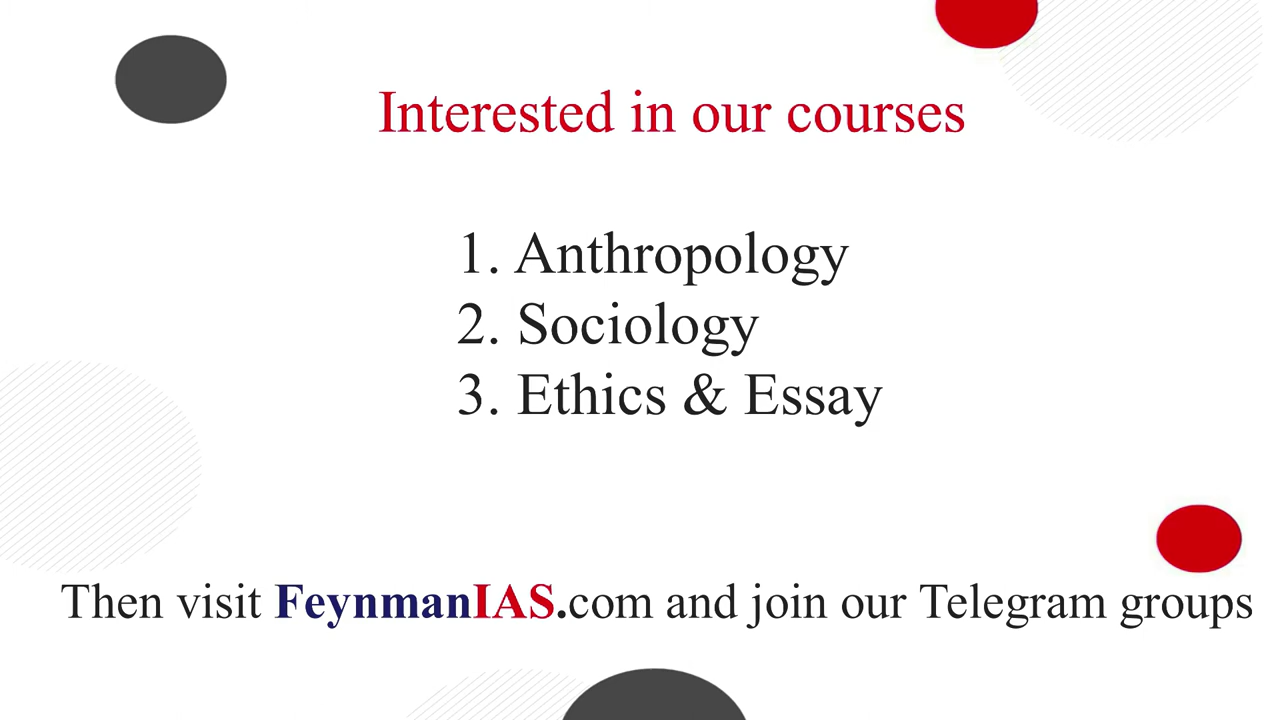 Interested in our courses
1. Anthropology
2. Sociology
3. Ethics & Essay
Then visit FeynmanIAS.com and join our Telegram groups